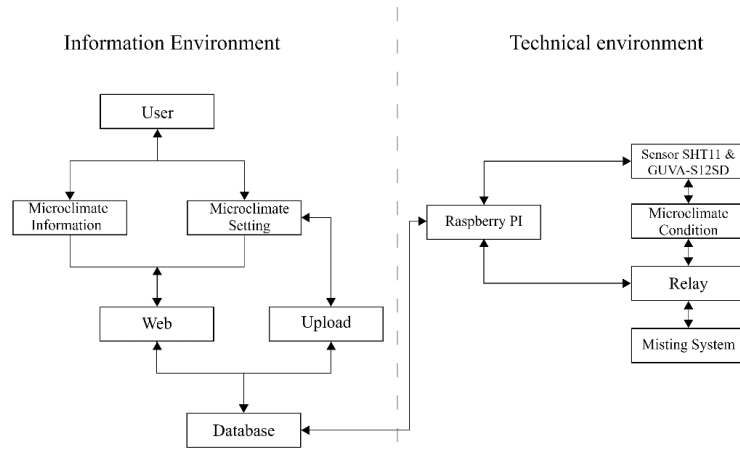 Information Environment
Technical environment
User
Sensor SHT11 &
GUVA-S12SD
Microclimate
Information
Microclimate
Setting
Raspberry PI
Microclimate
Condition
Relay
Web
Upload
Misting System
Database